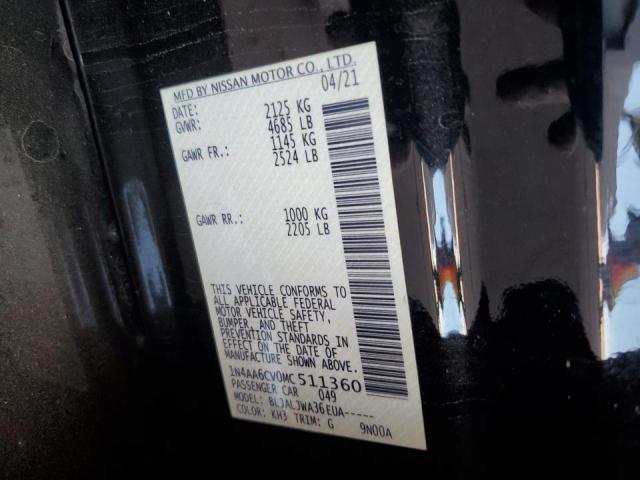 MFD BY NISSAN MOTOR CO., LTD.
DATE: 04/21
GVWR: 2125 KG
4685 LB
GAWR FR.: 1145 KG
2524 LB
GAWR RR.: 1000 KG
2205 LB
THIS VEHICLE CONFORMS TO
ALL APPLICABLE FEDERAL
MOTOR VEHICLE SAFETY,
BUMPER, AND THEFT
PREVENTION STANDARDS IN
EFFECT ON THE DATE OF
MANUFACTURE SHOWN ABOVE.
1N4AA6CV0MC511360
PASSENGER CAR 049
MODEL: BLJALJWA36EUA-----
COLOR: KH3 TRIM: G 9N00A